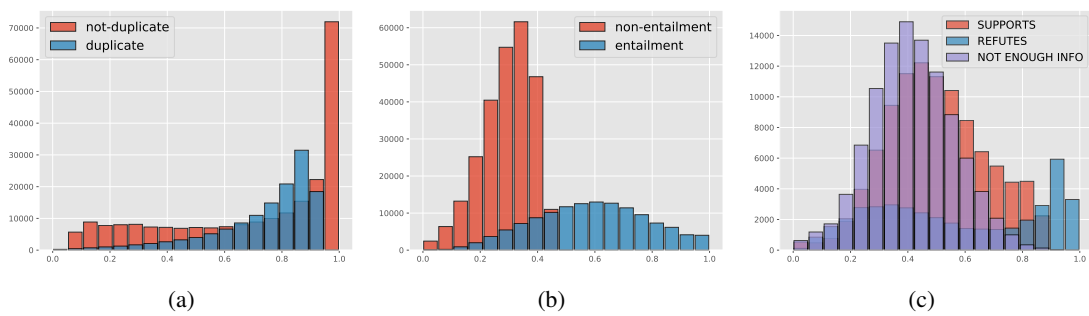 70000
60000
50000
40000
30000
20000
10000
0
0.0 0.2 0.4 0.6 0.8 1.0
not-duplicate
duplicate
(a)
60000
50000
40000
30000
20000
10000
0
0.0 0.2 0.4 0.6 0.8 1.0
non-entailment
entailment
(b)
14000
12000
10000
8000
6000
4000
2000
0
0.0 0.2 0.4 0.6 0.8 1.0
SUPPORTS
REFUTES
NOT ENOUGH INFO
(c)